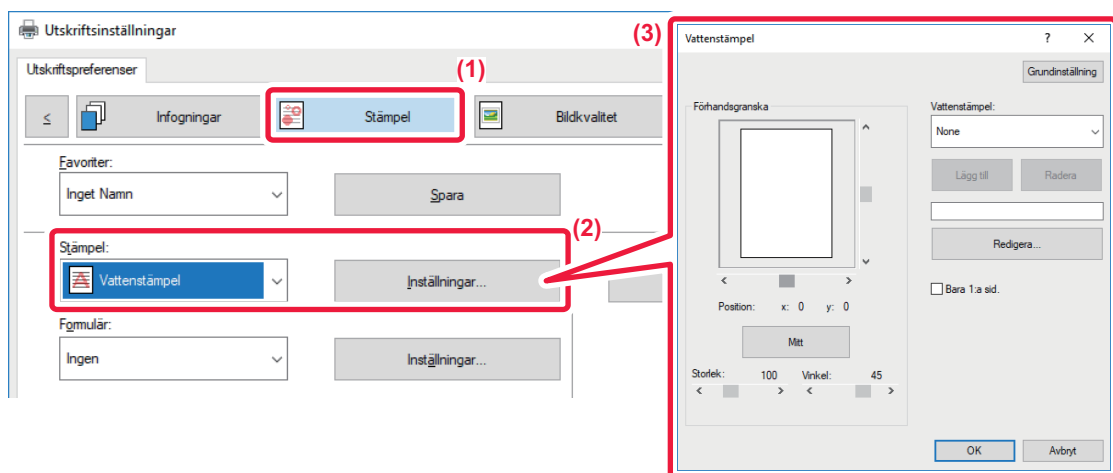 Utskriftsinställningar
Utskriftspreferenser
(1)
<
Infogningar
Stämpel
Bildkvalitet
Favoriter:
Inget Namn
Spara
(2)
Stämpel:
Vattenstämpel
Inställningar...
Formulär:
Ingen
Inställningar...
(3)
Vattenstämpel
?
Grundinställning
Förhandsgranska
Position: x: 0 y: 0
Mitt
Storlek: 100 Vinkel: 45
Vattenstämpel:
None
Lägg till
Radera
Redigera...
Bara 1:a sid.
OK
Avbryt